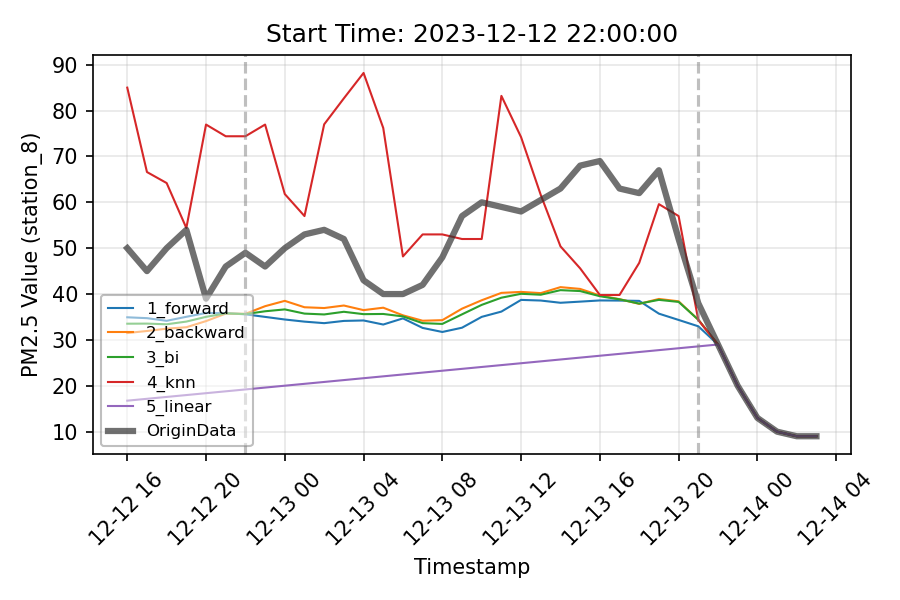 Start Time: 2023-12-12 22:00:00
PM2.5 Value (station_8)
90
80
70
60
50
40
30
20
10
1_forward
2_backward
3_bi
4_knn
5_linear
OriginData
12-12 16
12-12 20
12-13 00
12-13 04
12-13 08
12-13 12
12-13 16
12-13 20
12-14 00
12-14 04
Timestamp